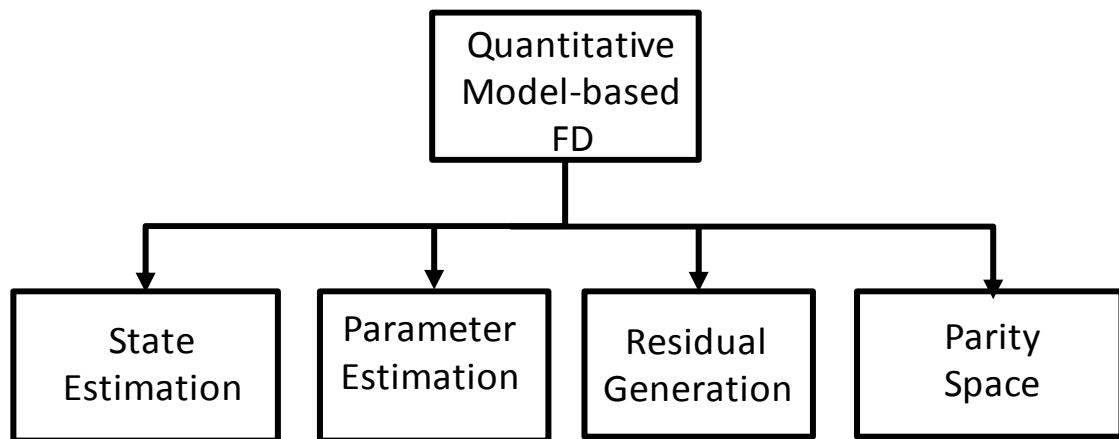 Quantitative
Model-based
FD
State
Estimation
Parameter
Estimation
Residual
Generation
Parity
Space